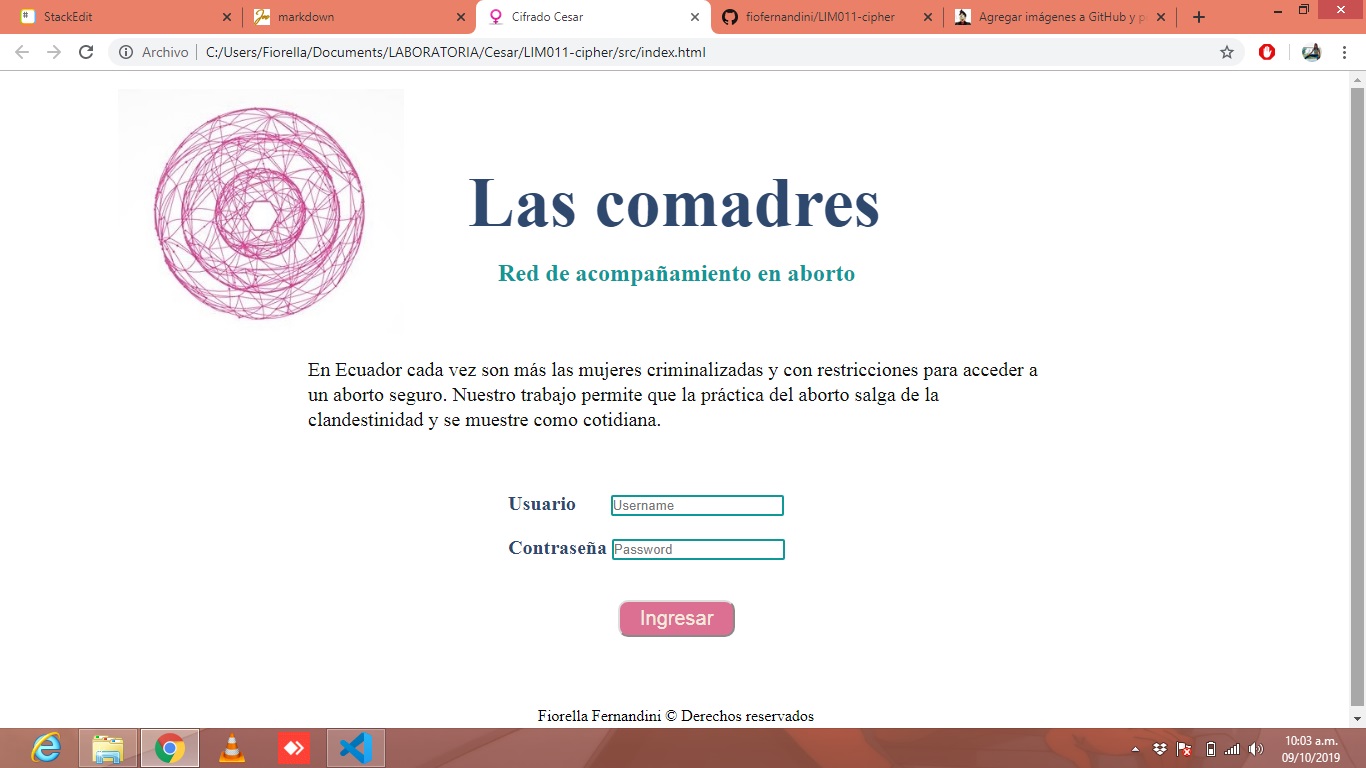 StackEdit
markdown
Cifrado Cesar
fiofernandini/LIM011-cipher
Agregar imágenes a GitHub y p
Archivo
C:/Users/Fiorella/Documents/LABORATORIA/Cesar/LIM011-cipher/src/index.html
Las comadres
Red de acompañamiento en aborto
En Ecuador cada vez son más las mujeres criminalizadas y con restricciones para acceder a
un aborto seguro. Nuestro trabajo permite que la práctica del aborto salga de la
clandestinidad y se muestre como cotidiana.
Usuario Username
Contraseña Password
Ingresar
Fiorella Fernandini © Derechos reservados
10:03 a.m.
09/10/2019